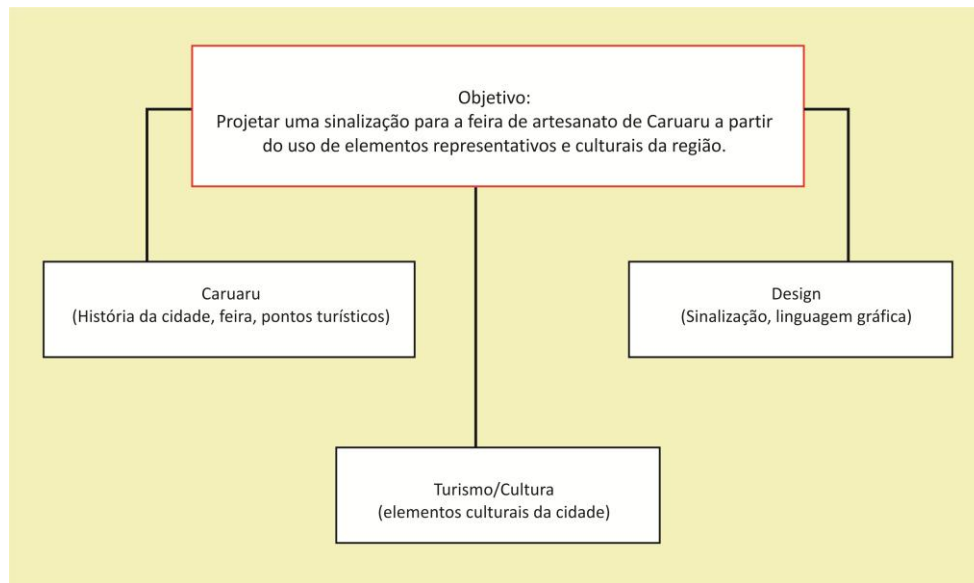 Objetivo:
Projetar uma sinalização para a feira de artesanato de Caruaru a partir
do uso de elementos representativos e culturais da região.
Caruaru
(História da cidade, feira, pontos turísticos)
Design
(Sinalização, linguagem gráfica)
Turismo/Cultura
(elementos culturais da cidade)